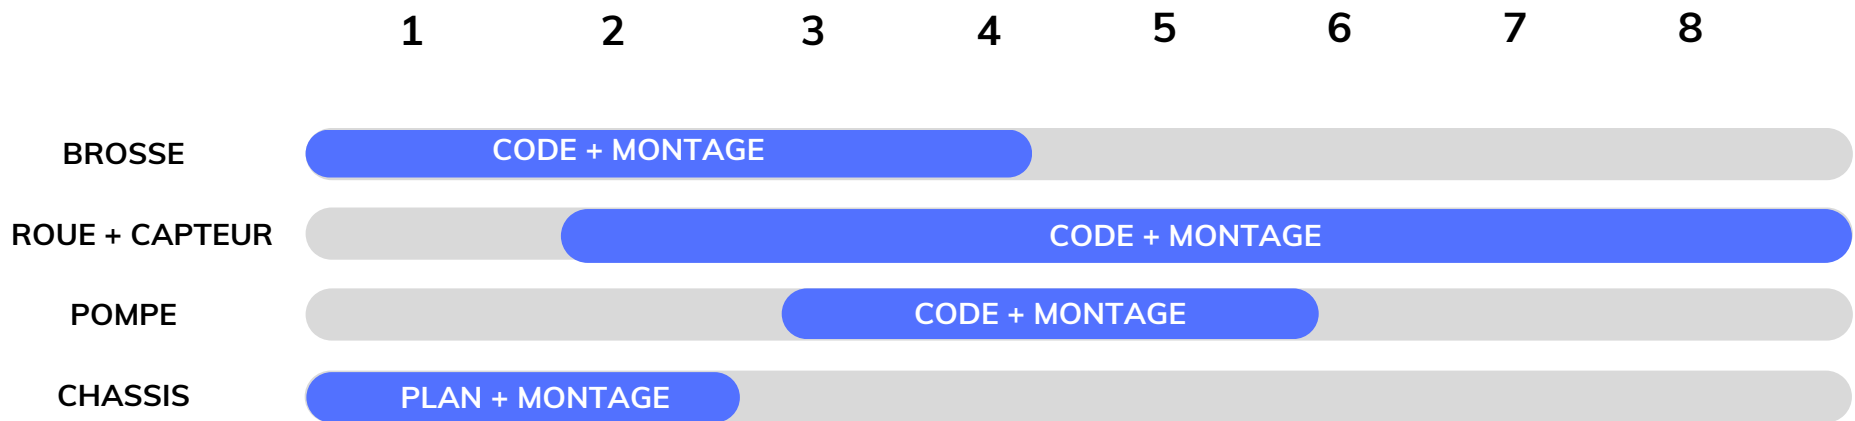 1 2 3 4 5 6 7 8
BROSSE CODE + MONTAGE
ROUE + CAPTEUR CODE + MONTAGE
POMPE CODE + MONTAGE
CHASSIS PLAN + MONTAGE